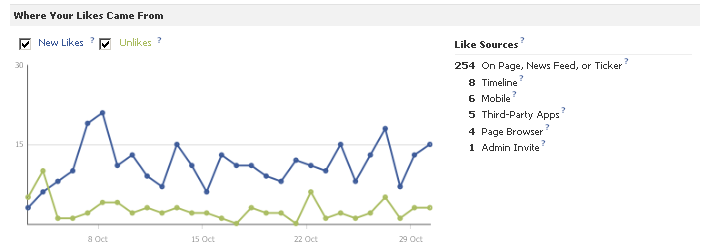 Where Your Likes Came From
New Likes ? Unlikes ?
30
15
8 Oct 15 Oct 22 Oct 29 Oct
Like Sources ?
254 On Page, News Feed, or Ticker ?
8 Timeline ?
6 Mobile ?
5 Third-Party Apps ?
4 Page Browser ?
1 Admin Invite ?